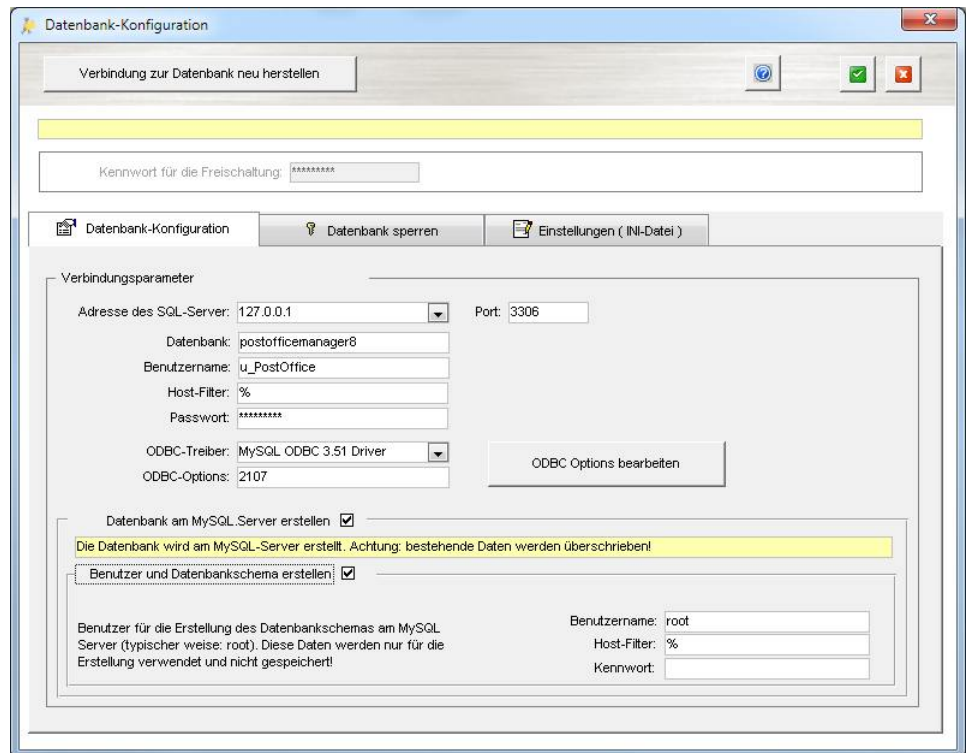 Datenbank-Konfiguration
Verbindung zur Datenbank neu herstellen
Kennwort für die Freischaltung: *********
Datenbank-Konfiguration
Datenbank sperren
Einstellungen ( INI-Datei )
Verbindungsparameter
Adresse des SQL-Server: 127.0.0.1 Port: 3306
Datenbank: postofficemanager8
Benutzername: u_PostOffice
Host-Filter: %
Passwort: *********
ODBC-Treiber: MySQL ODBC 3.51 Driver
ODBC-Options: 2107
ODBC Options bearbeiten
Datenbank am MySQL.Server erstellen
Die Datenbank wird am MySQL-Server erstellt. Achtung: bestehende Daten werden überschrieben!
Benutzer und Datenbankschema erstellen
Benutzer für die Erstellung des Datenbankschemas am MySQL
Server (typischer weise: root). Diese Daten werden nur für die
Erstellung verwendet und nicht gespeichert!
Benutzername: root
Host-Filter: %
Kennwort: